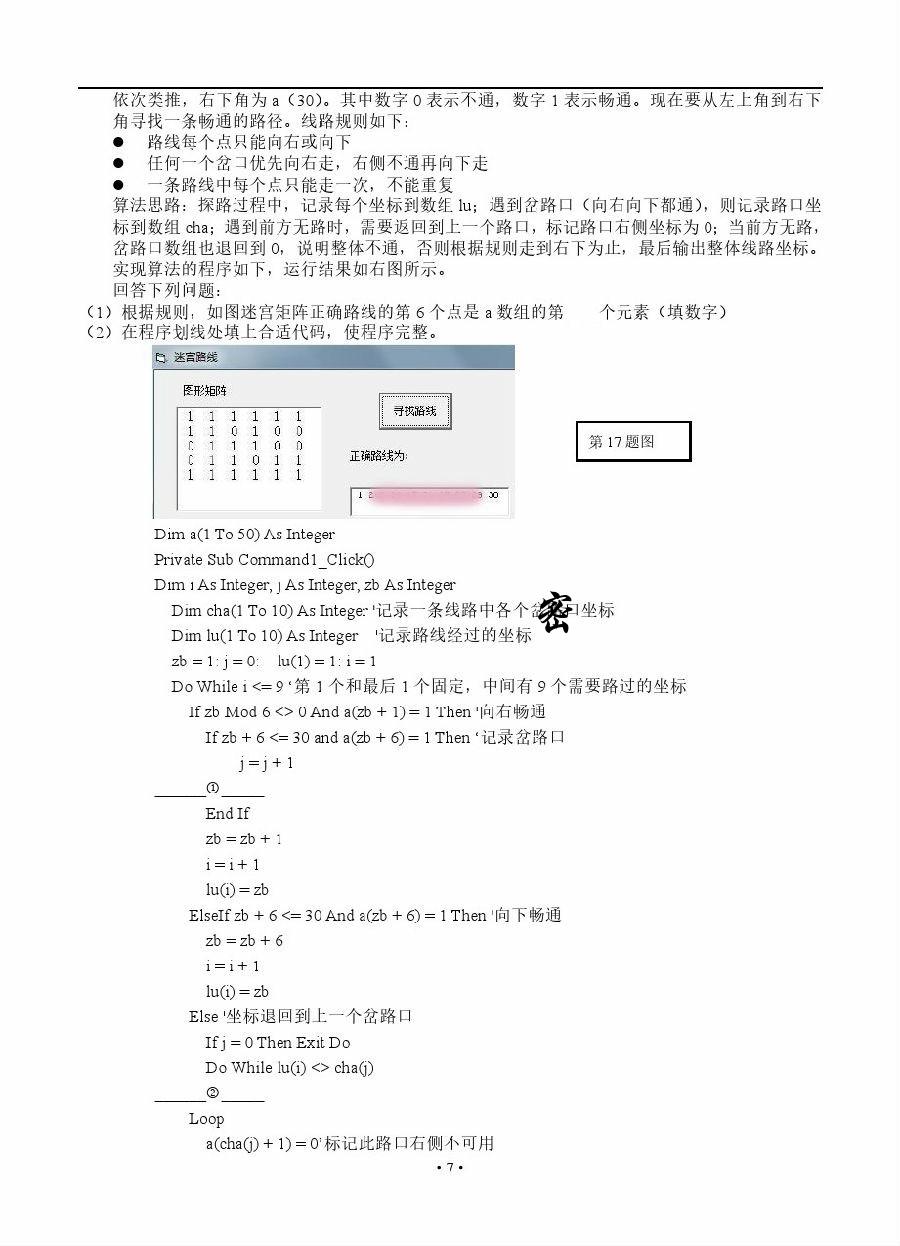 依次类推，右下角为 a（30）。其中数字 0 表示不通，数字 1 表示畅通。现在要从左上角到右下
角寻找一条畅通的路径。线路规则如下：
● 路线每个点只能向右或向下
● 任何一个岔口优先向右走，右侧不通再向下走
● 一条路线中每个点只能走一次，不能重复
算法思路：探路过程中，记录每个坐标到数组 lu；遇到岔路口（向右向下都通），则记录路口坐
标到数组 cha；遇到前方无路时，需要返回到上一个路口，标记路口右侧坐标为 0；当前方无路，
岔路口数组也退回到 0，说明整体不通，否则根据规则走到右下为止，最后输出整体线路坐标。
实现算法的程序如下，运行结果如右图所示。
回答下列问题：
（1）根据规则，如图迷宫矩阵正确路线的第 6 个点是 a 数组的第 个元素（填数字）
（2）在程序划线处填上合适代码，使程序完整。
迷宫路线
图形矩阵
1 1 1 1 1 1
1 1 0 1 0 0
0 1 1 1 0 0
0 1 1 0 1 1
1 1 1 1 1 1
寻找路线
正确路线为:
1 2 30
第 17 题图
Dim a(1 To 50) As Integer
Private Sub Command1_Click()
Dim i As Integer, j As Integer, zb As Integer
Dim cha(1 To 10) As Integer '记录一条线路中各个岔 口坐标
密
Dim lu(1 To 10) As Integer '记录路线经过的坐标
zb = 1: j = 0: lu(1) = 1: i = 1
Do While i <= 9 ‘第 1 个和最后 1 个固定，中间有 9 个需要路过的坐标
If zb Mod 6 <> 0 And a(zb + 1) = 1 Then '向右畅通
If zb + 6 <= 30 and a(zb + 6) = 1 Then ‘记录岔路口
j = j + 1
______①_____
End If
zb = zb + 1
i = i + 1
lu(i) = zb
ElseIf zb + 6 <= 30 And a(zb + 6) = 1 Then '向下畅通
zb = zb + 6
i = i + 1
lu(i) = zb
Else '坐标退回到上一个岔路口
If j = 0 Then Exit Do
Do While lu(i) <> cha(j)
______②_____
Loop
a(cha(j) + 1) = 0’标记此路口右侧不可用
• 7 •